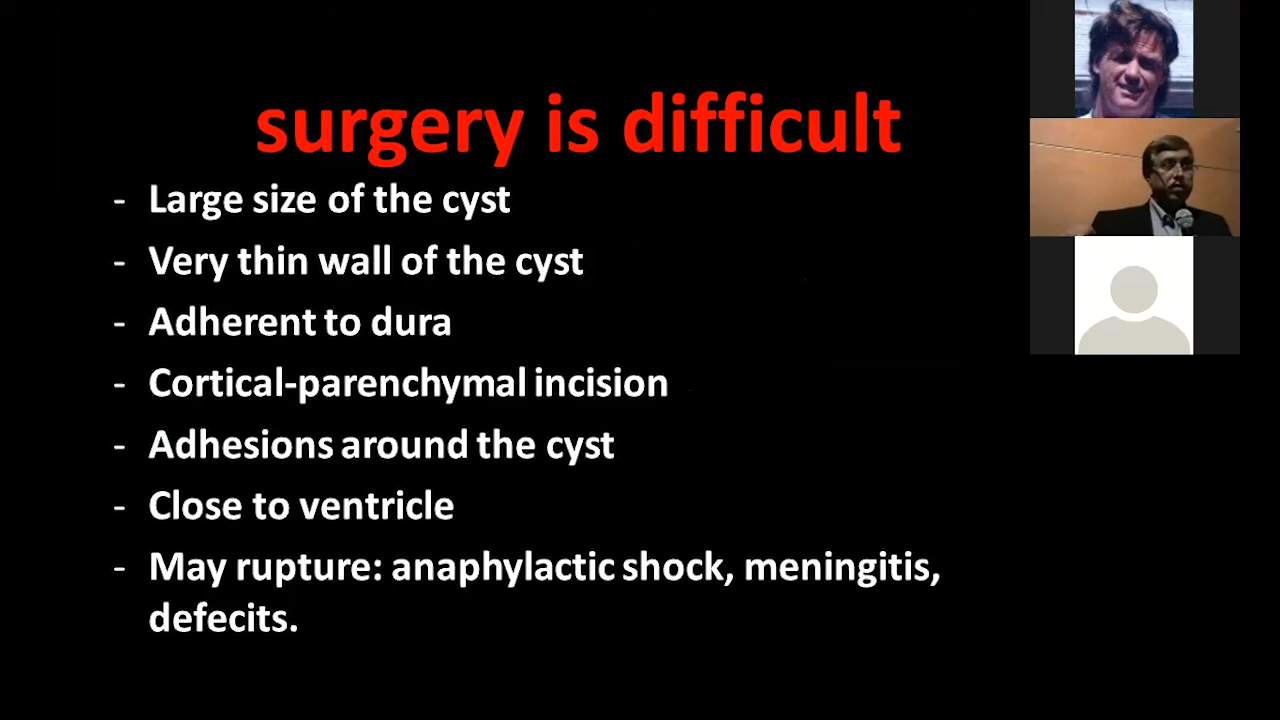 surgery is difficult
- Large size of the cyst
- Very thin wall of the cyst
- Adherent to dura
- Cortical-parenchymal incision
- Adhesions around the cyst
- Close to ventricle
- May rupture: anaphylactic shock, meningitis,
defecits.